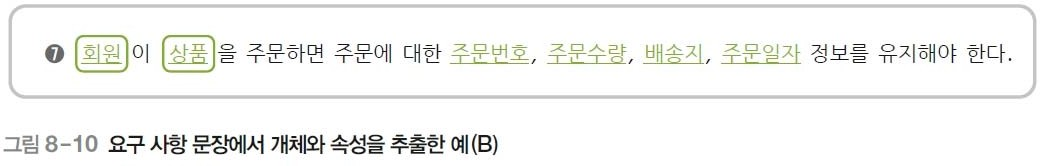 ❼ 회원이 상품을 주문하면 주문에 대한 주문번호, 주문수량, 배송지, 주문일자 정보를 유지해야 한다.
그림 8-10 요구 사항 문장에서 개체와 속성을 추출한 예(B)